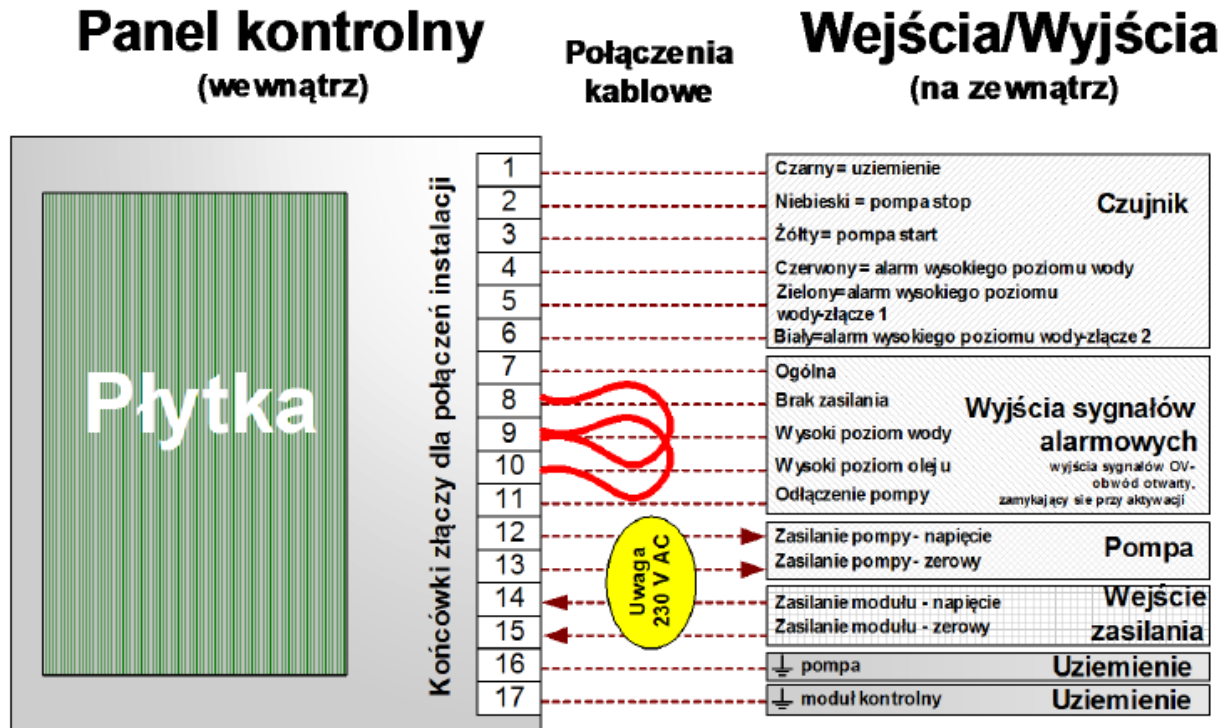 Panel kontrolny
(wewnątrz)
Połączenia
kablowe
Wejścia/Wyjścia
(na zewnątrz)
Płytka
Końcówki złączy dla połączeń instalacji
1
2
3
4
5
6
7
8
9
10
11
12
13
14
15
16
17
Uwaga
230 V AC
Czarny= uziemienie
Niebieski = pompa stop
Żółty= pompa start
Czerwony= alarm wysokiego poziomu wody
Zielony=alarm wysokiego poziomu
wody-złącze 1
Biały=alarm wysokiego poziomu wody-złącze 2
Czujnik
Ogólna
Brak zasilania
Wysoki poziom wody
Wysoki poziom oleju
Odłączenie pompy
Wyjścia sygnałów
alarmowych
wyjścia sygnałów OV-
obwód otwarty,
zamykający sie przy aktywacji
Zasilanie pompy- napięcie
Zasilanie pompy- zerowy
Pompa
Zasilanie modułu - napięcie
Zasilanie modułu - zerowy
Wejście
zasilania
pompa
Uziemienie
moduł kontrolny
Uziemienie